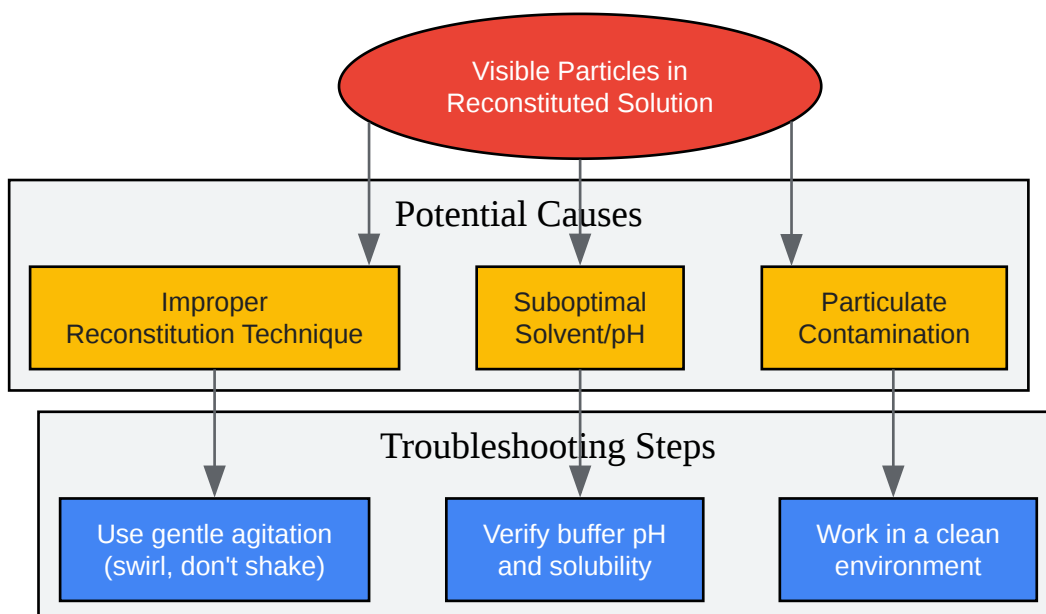 Visible Particles in
Reconstituted Solution
Potential Causes
Improper
Reconstitution Technique
Suboptimal
Solvent/pH
Particulate
Contamination
Troubleshooting Steps
Use gentle agitation
(swirl, don't shake)
Verify buffer pH
and solubility
Work in a clean
environment